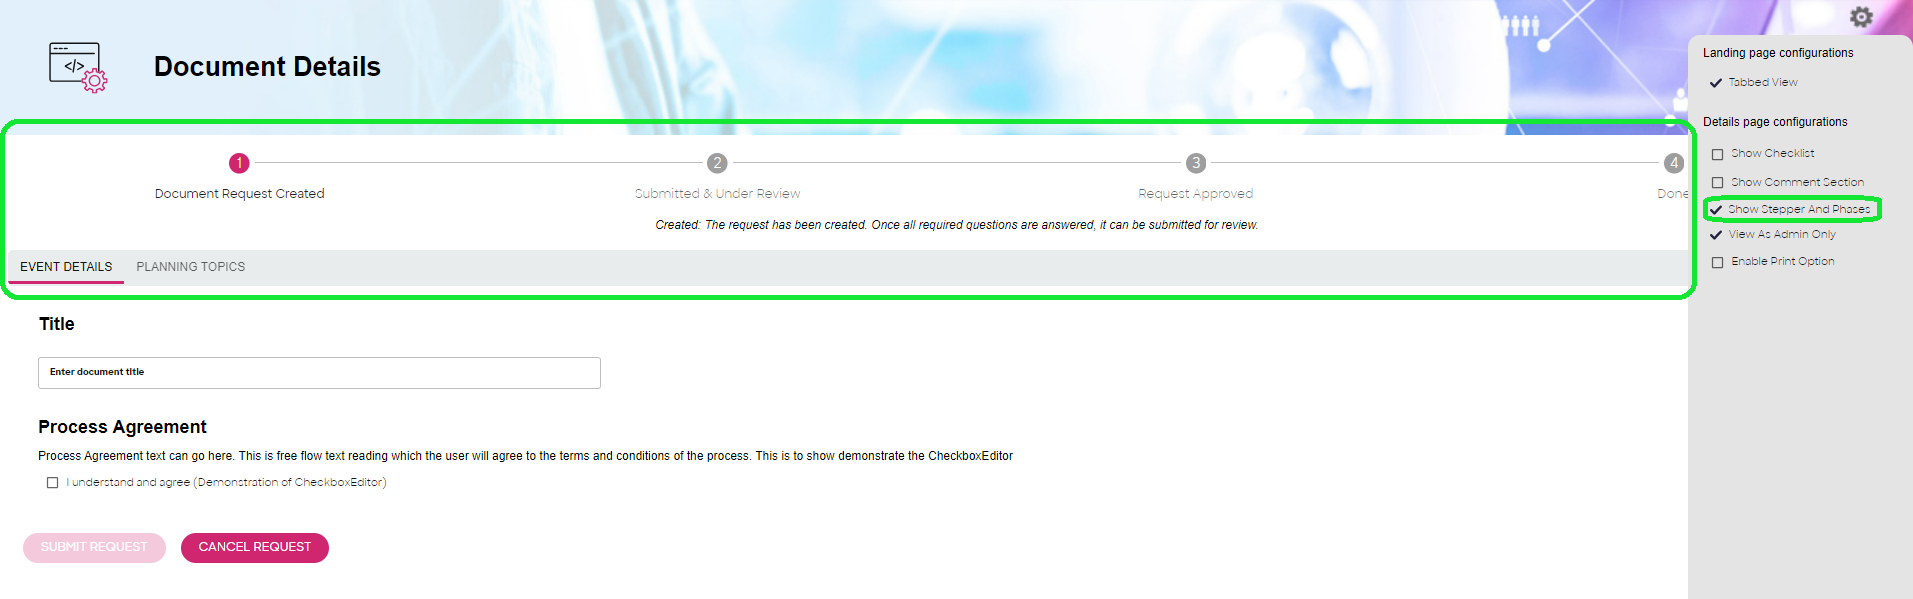 </>
Document Details
1
2
3
4
Document Request Created
Submitted & Under Review
Request Approved
Done
Created: The request has been created. Once all required questions are answered, it can be submitted for review.
EVENT DETAILS
PLANNING TOPICS
Title
Enter document title
Process Agreement
Process Agreement text can go here. This is free flow text reading which the user will agree to the terms and conditions of the process. This is to show demonstrate the CheckboxEditor
I understand and agree (Demonstration of CheckboxEditor)
SUBMIT REQUEST
CANCEL REQUEST
Landing page configurations
Tabbed View
Details page configurations
Show Checklist
Show Comment Section
Show Stepper And Phases
View As Admin Only
Enable Print Option